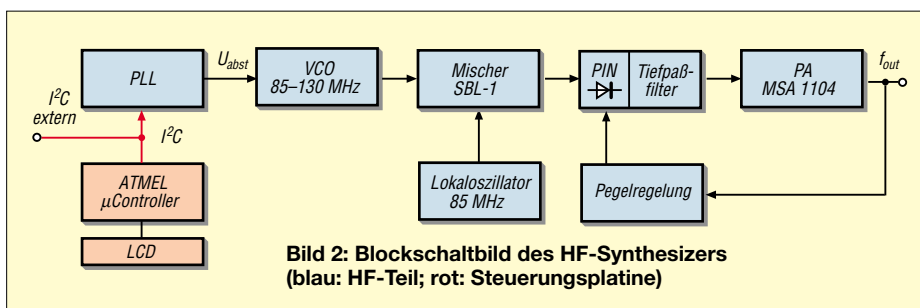 PLL
U_abst
VCO
85–130 MHz
Mischer
SBL-1
PIN
Tiefpaß-
filter
PA
MSA 1104
f_out
I²C
extern
I²C
ATMEL
µController
LCD
Lokaloszillator
85 MHz
Pegelregelung
Bild 2: Blockschaltbild des HF-Synthesizers
(blau: HF-Teil; rot: Steuerungsplatine)